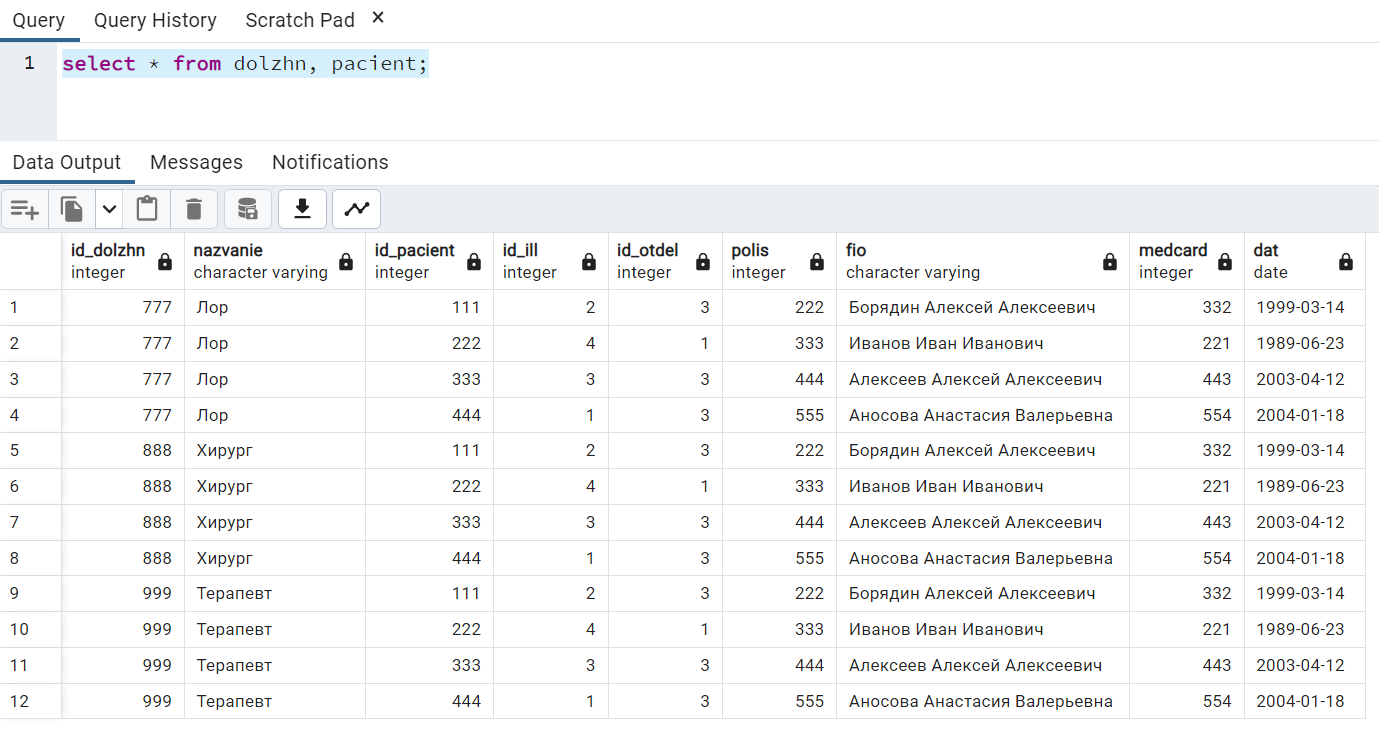 Query Query History Scratch Pad ×
1 select * from dolzhn, pacient;
Data Output Messages Notifications
id_dolzhn nazvanie id_pacient id_ill id_otdel polis fio medcard dat
integer character varying integer integer integer integer character varying integer date
1 777 Лор 111 2 3 222 Борядин Алексей Алексеевич 332 1999-03-14
2 777 Лор 222 4 1 333 Иванов Иван Иванович 221 1989-06-23
3 777 Лор 333 3 3 444 Алексеев Алексей Алексеевич 443 2003-04-12
4 777 Лор 444 1 3 555 Аносова Анастасия Валерьевна 554 2004-01-18
5 888 Хирург 111 2 3 222 Борядин Алексей Алексеевич 332 1999-03-14
6 888 Хирург 222 4 1 333 Иванов Иван Иванович 221 1989-06-23
7 888 Хирург 333 3 3 444 Алексеев Алексей Алексеевич 443 2003-04-12
8 888 Хирург 444 1 3 555 Аносова Анастасия Валерьевна 554 2004-01-18
9 999 Терапевт 111 2 3 222 Борядин Алексей Алексеевич 332 1999-03-14
10 999 Терапевт 222 4 1 333 Иванов Иван Иванович 221 1989-06-23
11 999 Терапевт 333 3 3 444 Алексеев Алексей Алексеевич 443 2003-04-12
12 999 Терапевт 444 1 3 555 Аносова Анастасия Валерьевна 554 2004-01-18